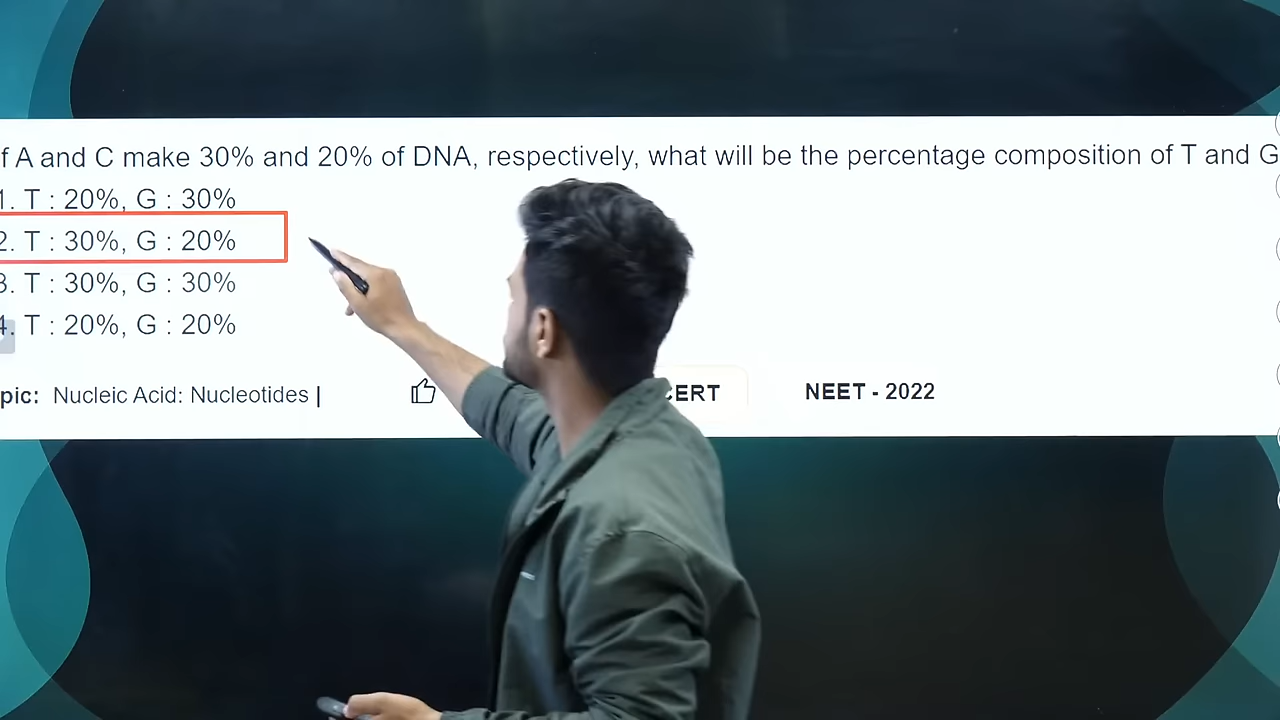 f A and C make 30% and 20% of DNA, respectively, what will be the percentage composition of T and G
1. T : 20%, G : 30%
2. T : 30%, G : 20%
3. T : 30%, G : 30%
4. T : 20%, G : 20%
pic: Nucleic Acid: Nucleotides | CERT NEET - 2022